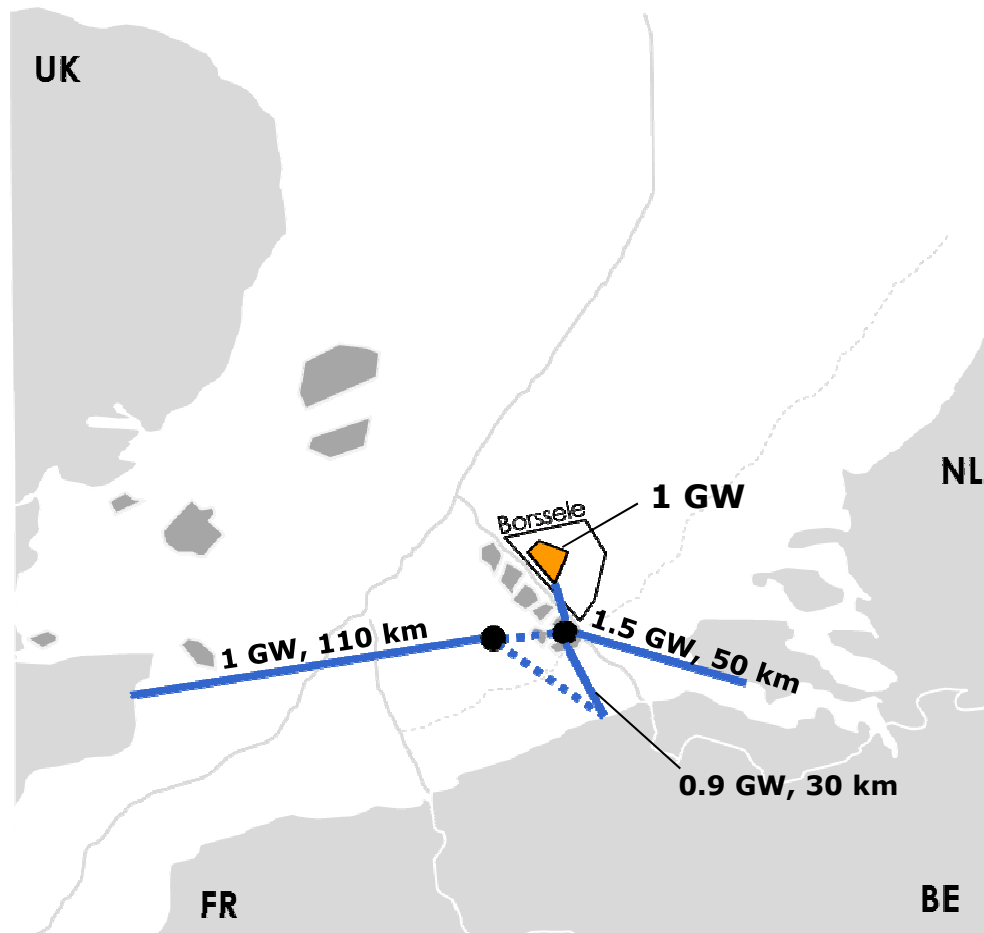 UK
NL
1 GW
Borssele
1.5 GW, 50 km
1 GW, 110 km
0.9 GW, 30 km
FR
BE